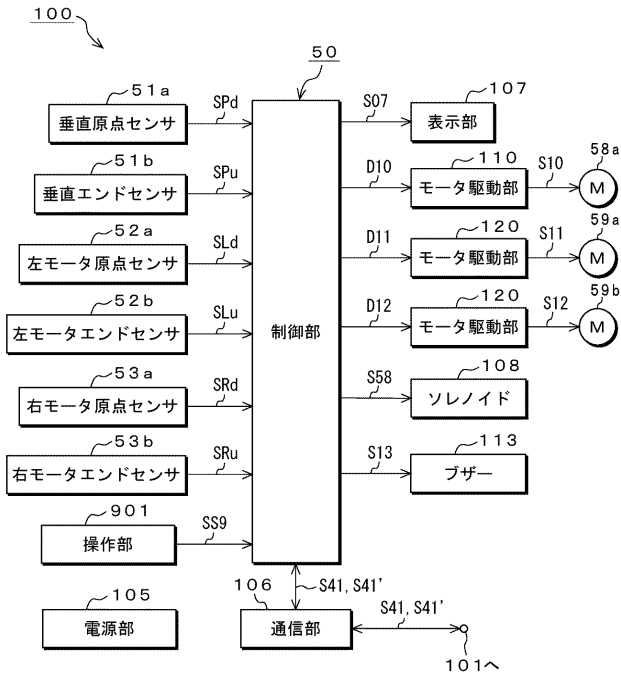 100
50
51a
垂直原点センサ
SPd
51b
垂直エンドセンサ
SPu
52a
左モータ原点センサ
SLd
52b
左モータエンドセンサ
SLu
53a
右モータ原点センサ
SRd
53b
右モータエンドセンサ
SRu
901
操作部
SS9
105
電源部
制御部
S07
107
表示部
D10
110
モータ駆動部
S10
58a
M
D11
120
モータ駆動部
S11
59a
M
D12
120
モータ駆動部
S12
59b
M
S58
108
ソレノイド
S13
113
ブザー
S41, S41'
106
通信部
S41, S41'
101へ